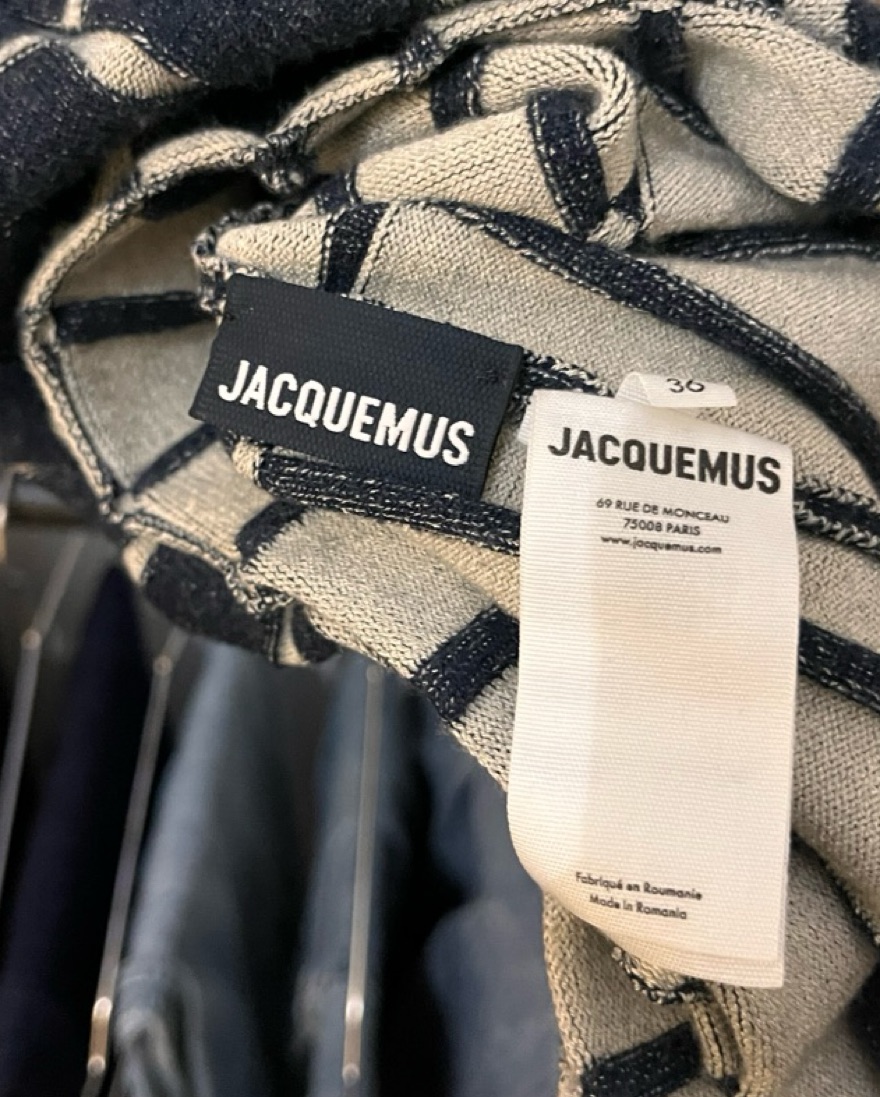 JACQUEMUS
36
JACQUEMUS
69 RUE DE MONCEAU
75008 PARIS
www.jacquemus.com
Fabriqué en Roumanie
Made in Romania